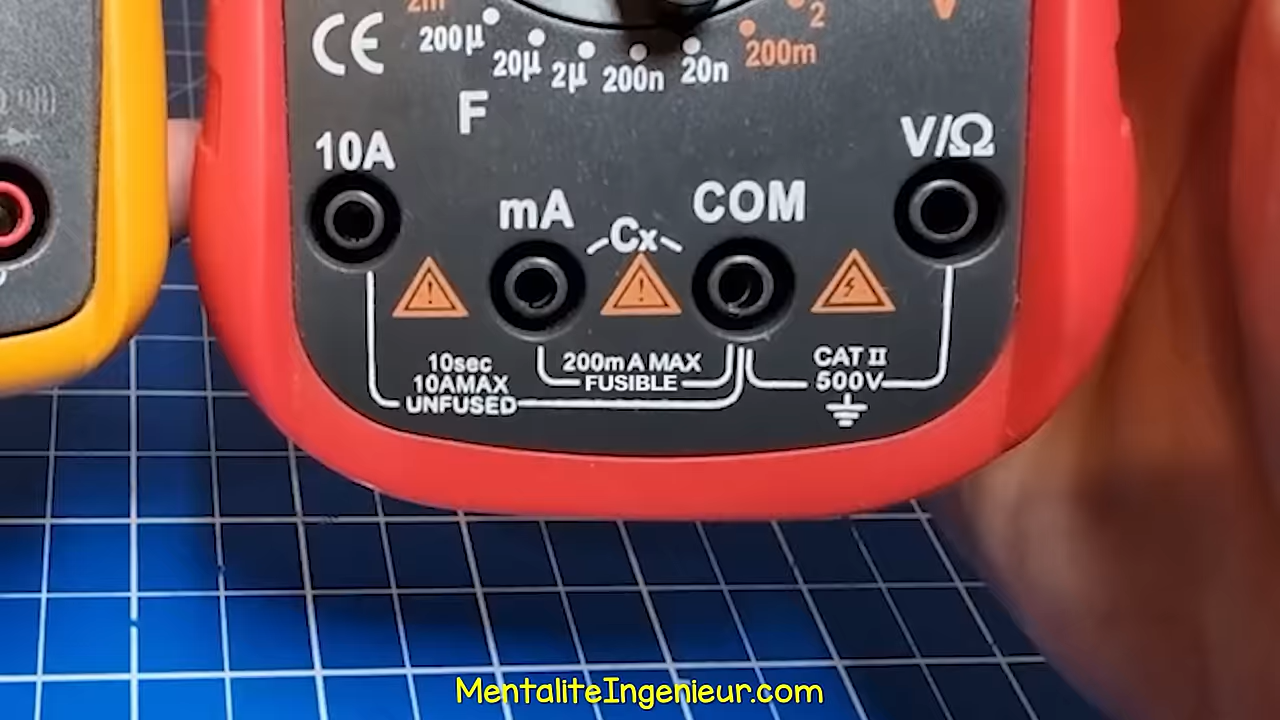 2m
2
200µ
20µ
2µ
200n
20n
200m
V
CE
F
10A
mA
Cx
COM
V/Ω
10sec
10AMAX
UNFUSED
200mA MAX
FUSIBLE
CAT II
500V
MentaliteIngenieur.com